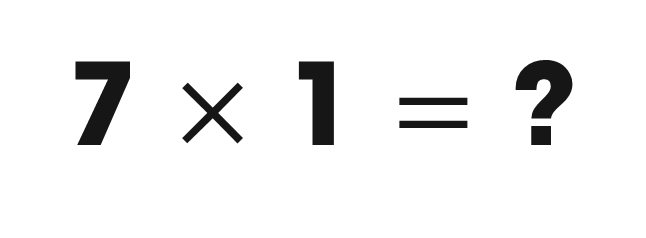 7 × 1 = ?